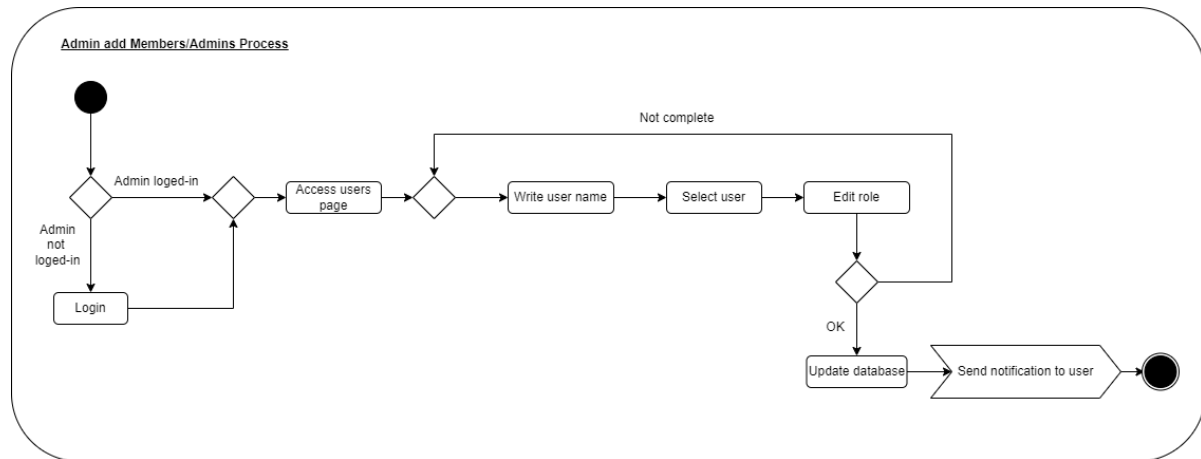 Admin add Members/Admins Process
Not complete
Admin loged-in
Access users
page
Write user name
Select user
Edit role
Admin
not
loged-in
Login
OK
Update database
Send notification to user